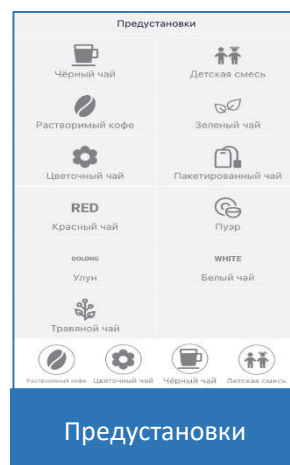 Предустановки
Чёрный чай
Детская смесь
Растворимый кофе
Зеленый чай
Цветочный чай
Пакетированный чай
RED
Красный чай
Пуэр
OOLONG
WHITE
Улун
Белый чай
Травяной чай
Растворимый кофе Цветочный чай Чёрный чай Детская смесь
Предустановки